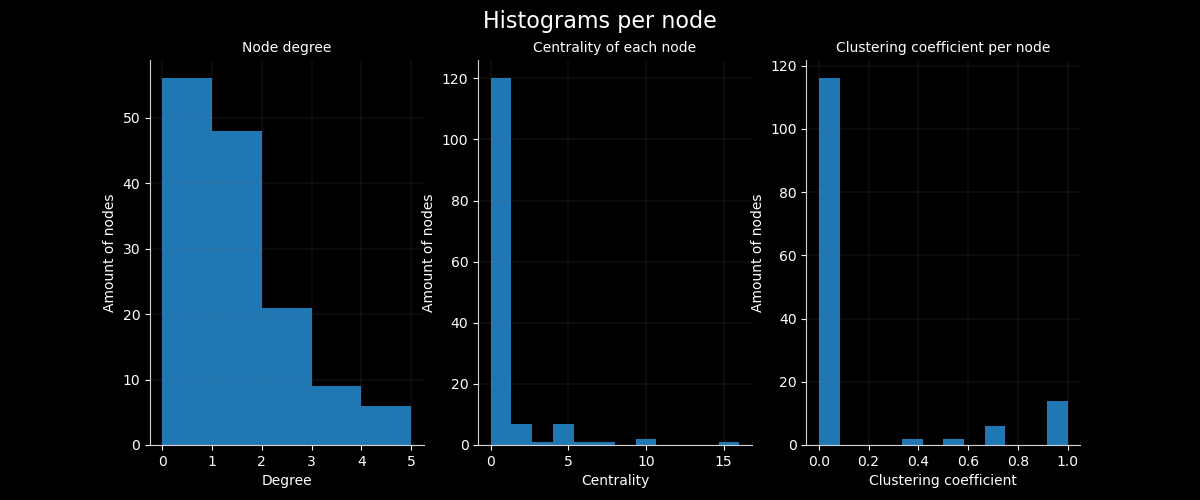 Histograms per node
Node degree
Amount of nodes
50
40
30
20
10
0
0 1 2 3 4 5
Degree
Centrality of each node
Amount of nodes
120
100
80
60
40
20
0
0 5 10 15
Centrality
Clustering coefficient per node
Amount of nodes
120
100
80
60
40
20
0
0.0 0.2 0.4 0.6 0.8 1.0
Clustering coefficient